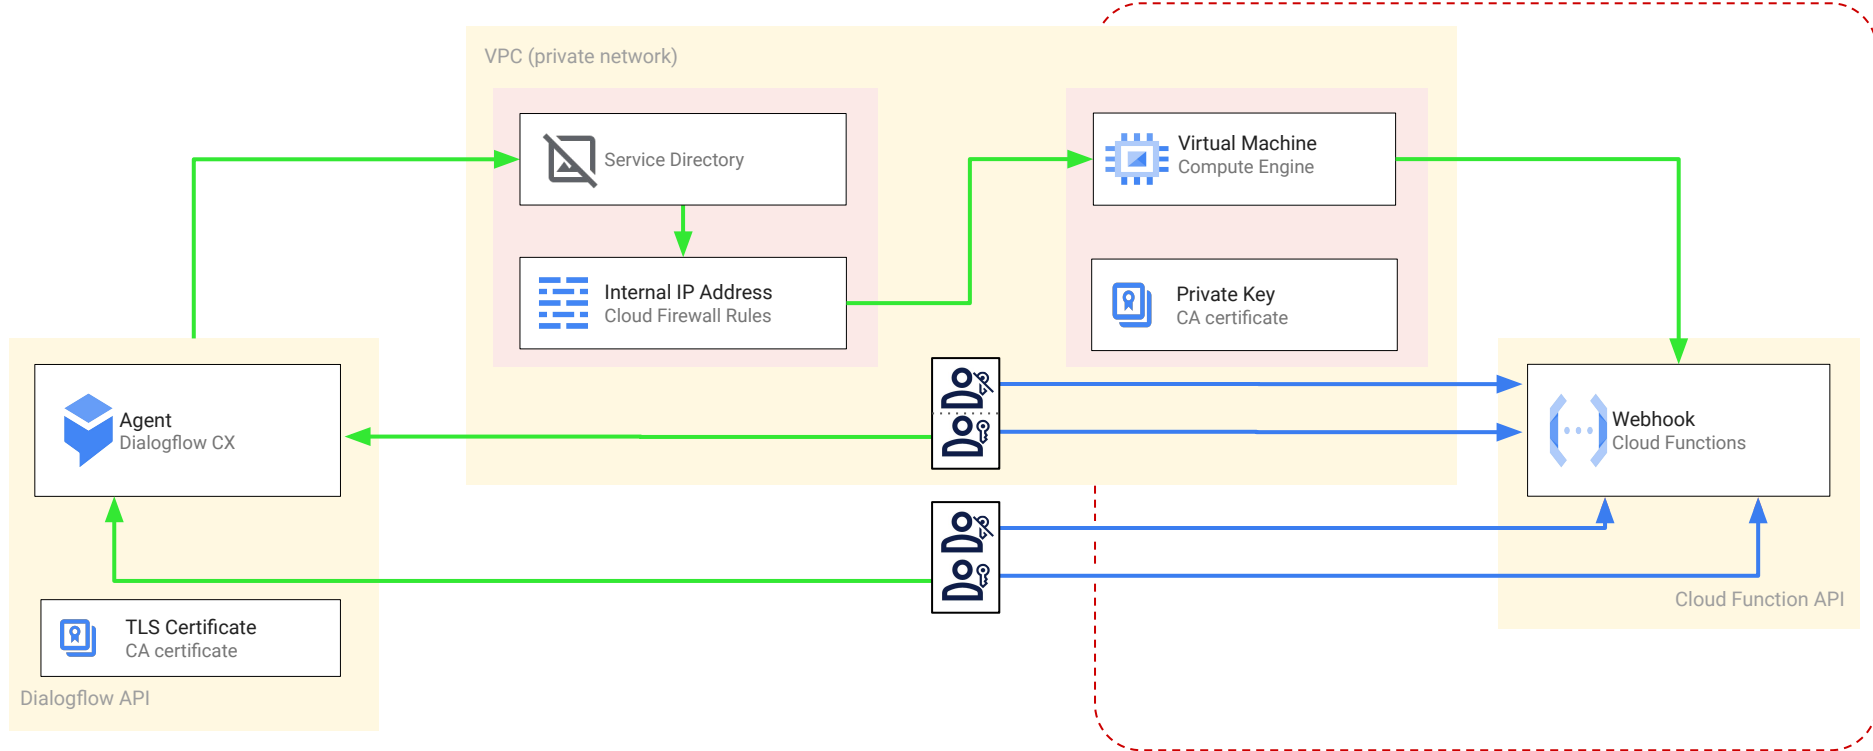 VPC (private network)
Service Directory
Internal IP Address
Cloud Firewall Rules
Virtual Machine
Compute Engine
Private Key
CA certificate
Agent
Dialogflow CX
TLS Certificate
CA certificate
Dialogflow API
Webhook
Cloud Functions
Cloud Function API